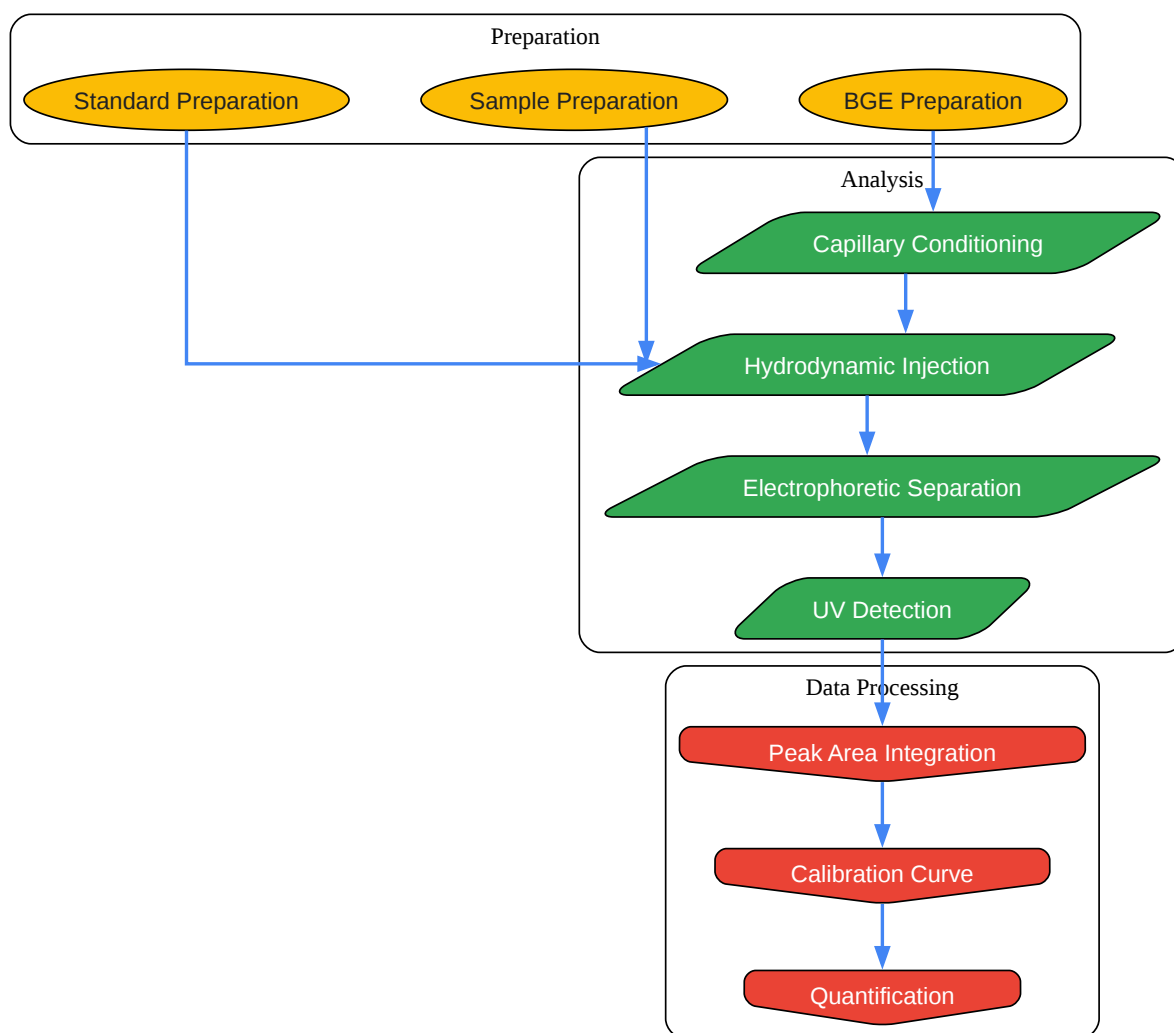 Preparation
Standard Preparation
Sample Preparation
BGE Preparation
Analysis
Capillary Conditioning
Hydrodynamic Injection
Electrophoretic Separation
UV Detection
Data Processing
Peak Area Integration
Calibration Curve
Quantification